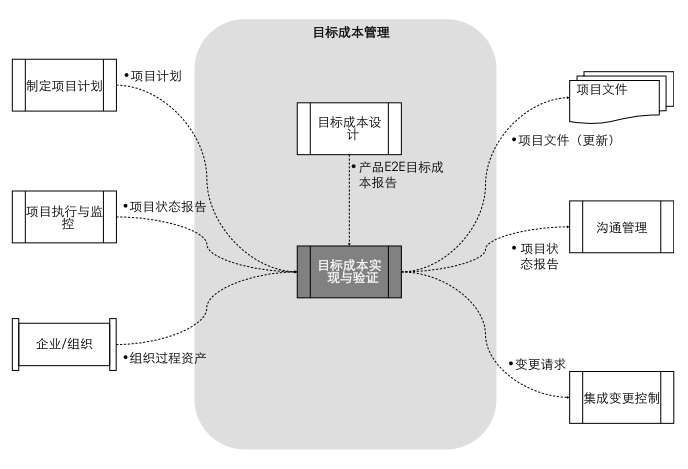 目标成本管理
制定项目计划
•项目计划
目标成本设
计
•产品E2E目标成
本报告
项目文件
•项目文件（更新）
项目执行与监
控
•项目状态报告
目标成本实
现与验证
沟通管理
•项目状
态报告
企业/组织
•组织过程资产
•变更请求
集成变更控制